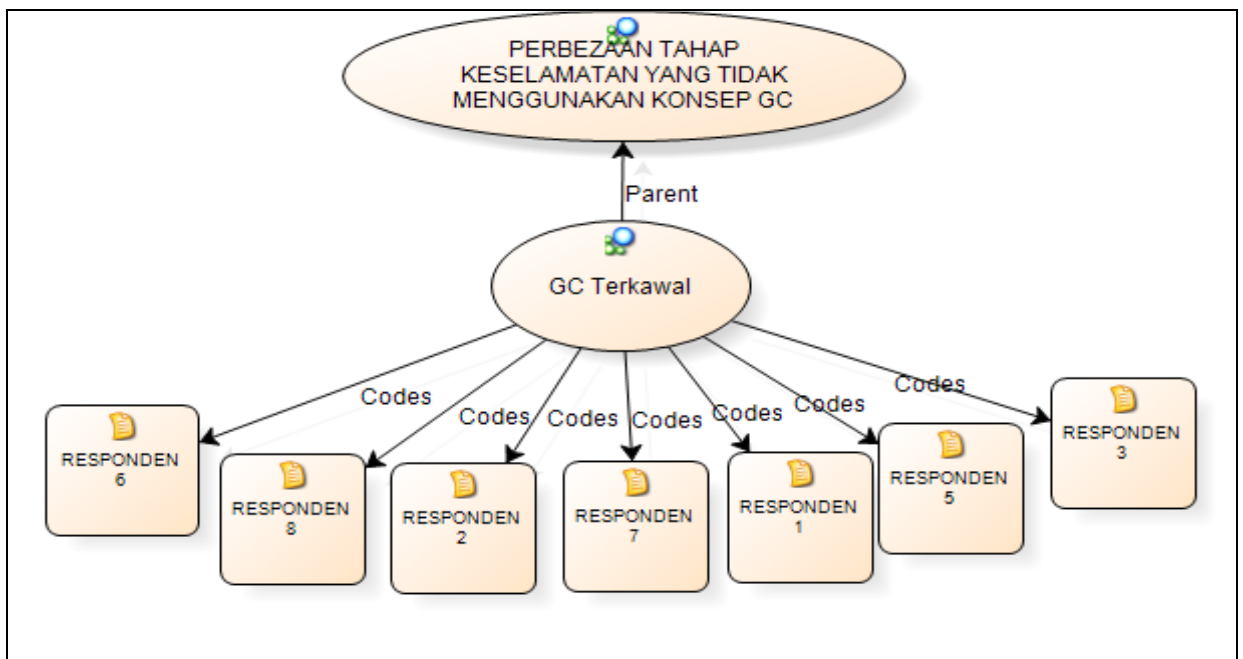 PERBEZAAN TAHAP
KESELAMATAN YANG TIDAK
MENGGUNAKAN KONSEP GC
Parent
GC Terkawal
Codes
Codes
Codes
Codes
Codes
Codes
Codes
RESPONDEN
6
RESPONDEN
8
RESPONDEN
2
RESPONDEN
7
RESPONDEN
1
RESPONDEN
5
RESPONDEN
3